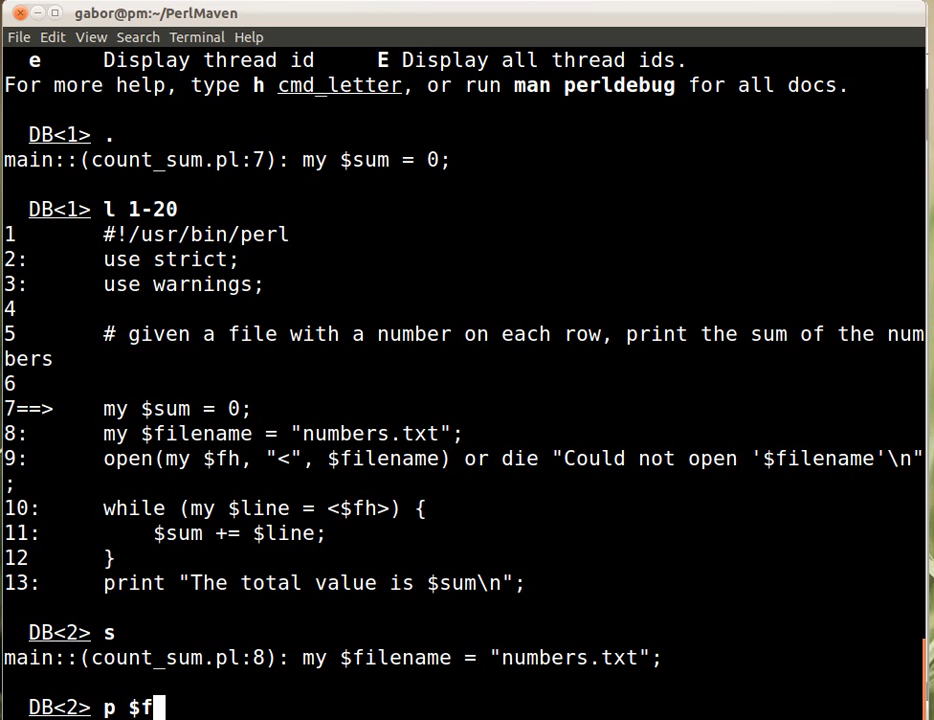 gabor@pm:~/PerlMaven
File Edit View Search Terminal Help
  e     Display thread id     E Display all thread ids.
For more help, type h cmd_letter, or run man perldebug for all docs.
  DB<1> .
main::(count_sum.pl:7): my $sum = 0;
  DB<1> l 1-20
1       #!/usr/bin/perl
2:      use strict;
3:      use warnings;
4
5       # given a file with a number on each row, print the sum of the num
bers
6
7==>    my $sum = 0;
8:      my $filename = "numbers.txt";
9:      open(my $fh, "<", $filename) or die "Could not open '$filename'\n"
;
10:     while (my $line = <$fh>) {
11:         $sum += $line;
12      }
13:     print "The total value is $sum\n";
  DB<2> s
main::(count_sum.pl:8): my $filename = "numbers.txt";
  DB<2> p $f